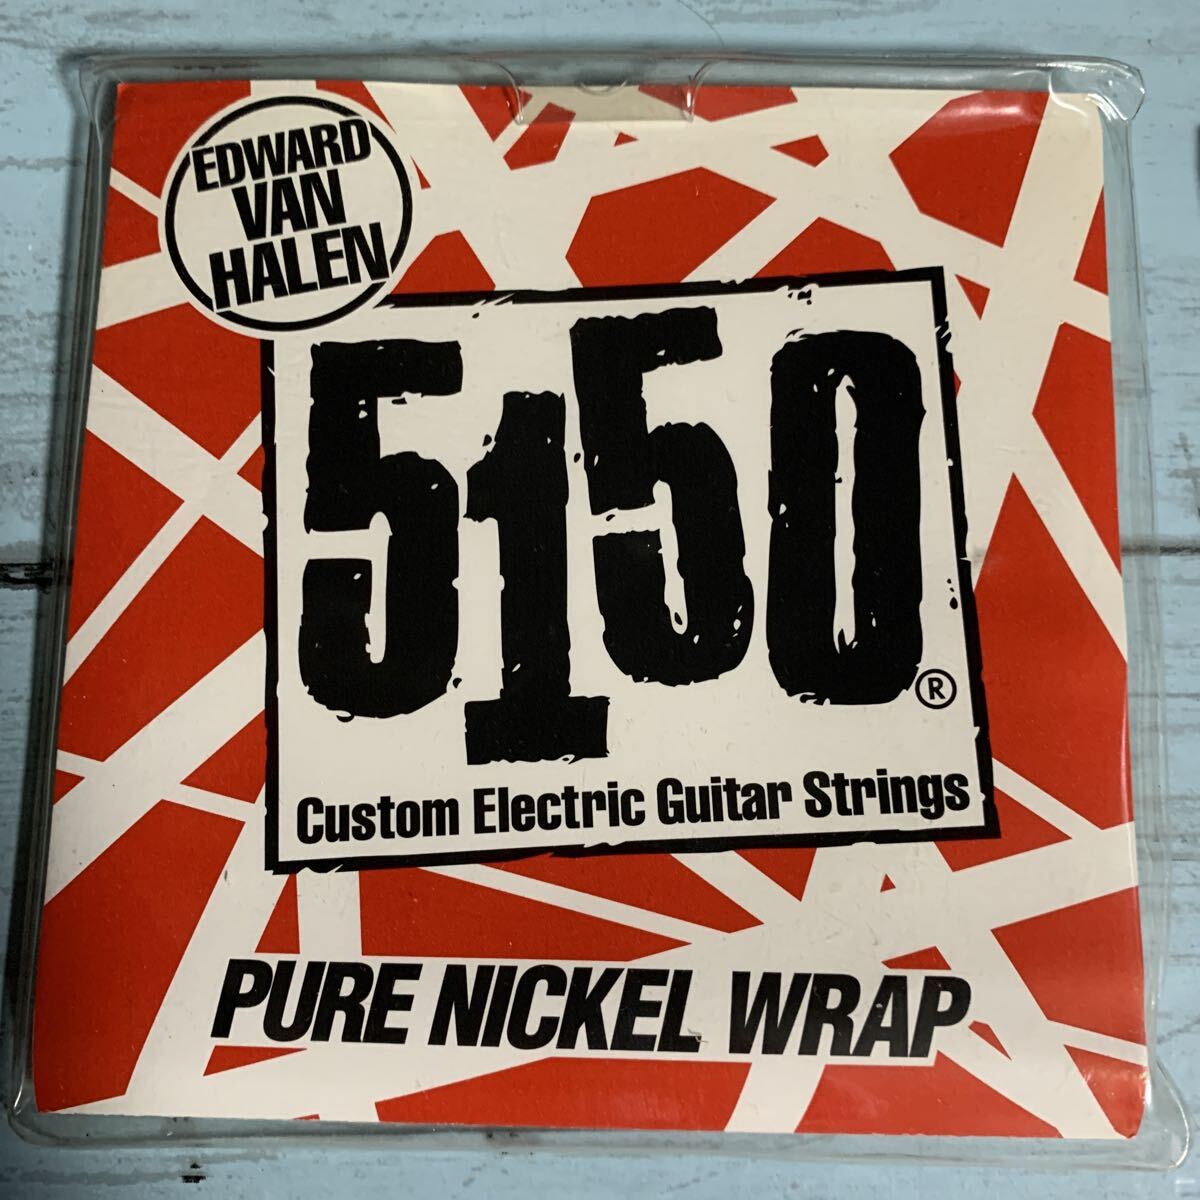 EDWARD
VAN
HALEN
5150®
Custom Electric Guitar Strings
PURE NICKEL WRAP